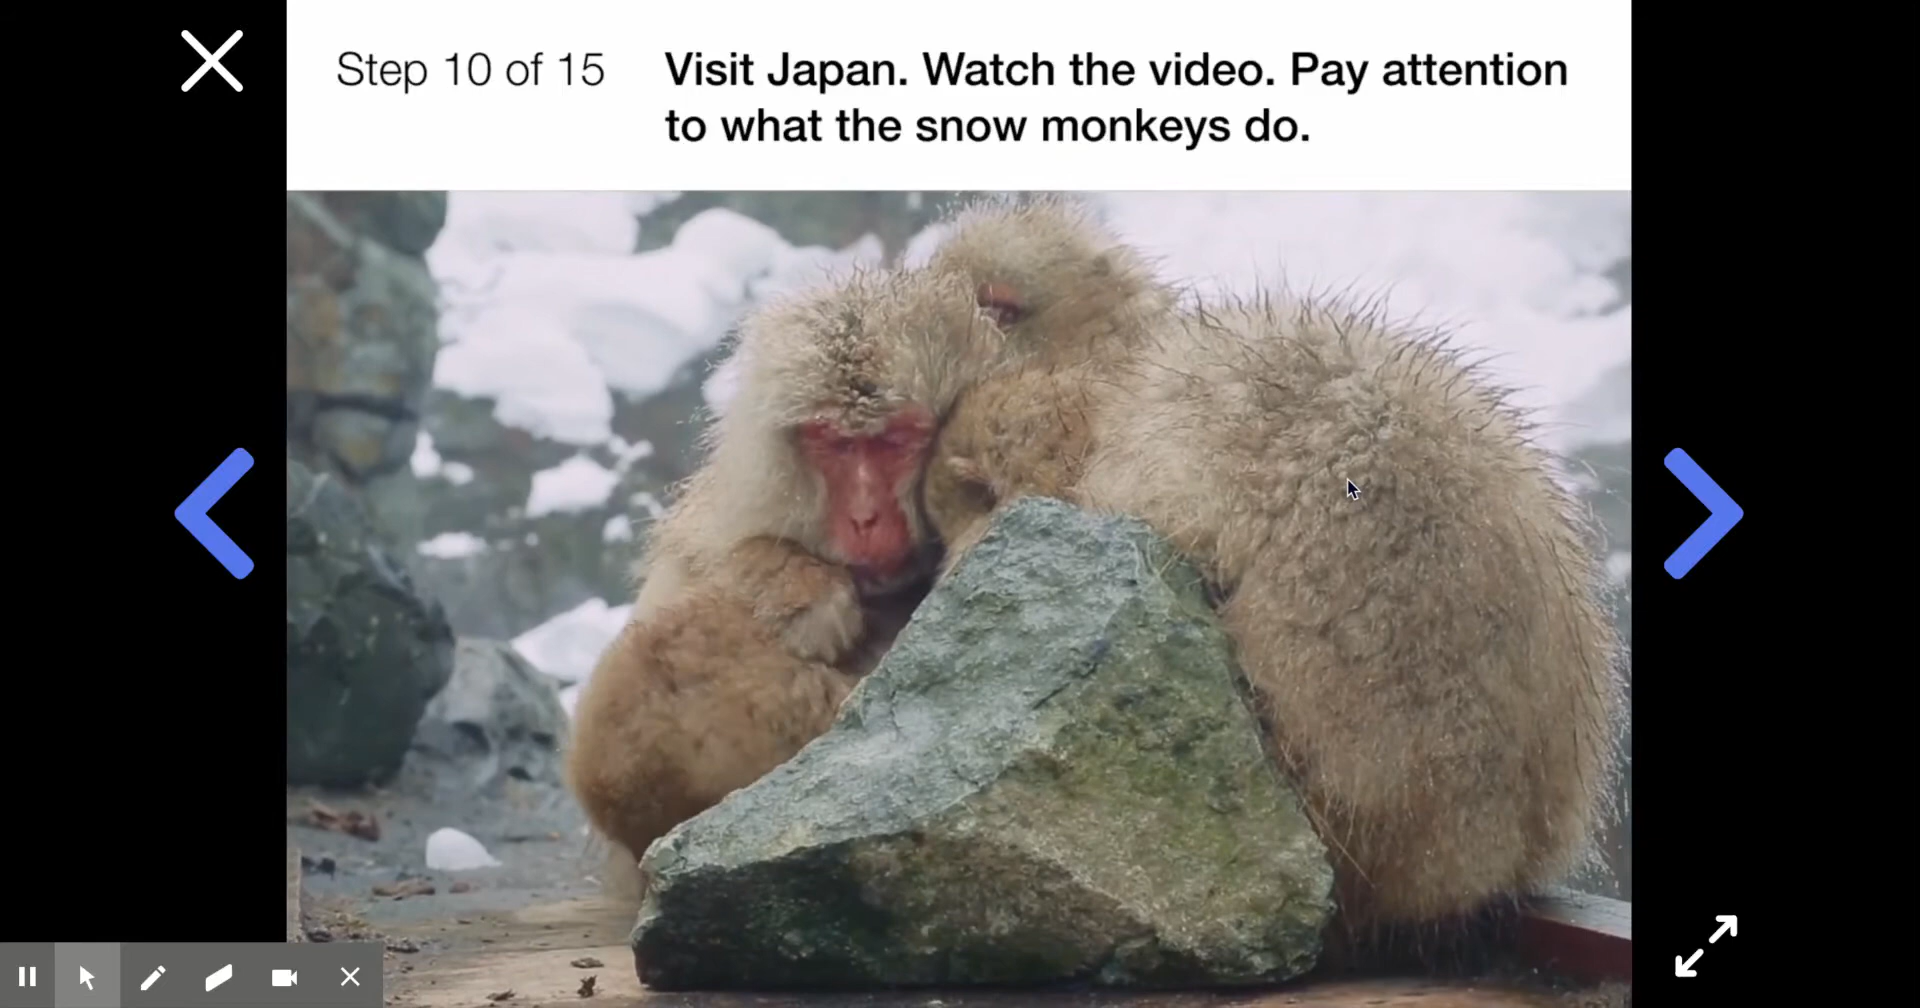 Step 10 of 15
Visit Japan. Watch the video. Pay attention
to what the snow monkeys do.